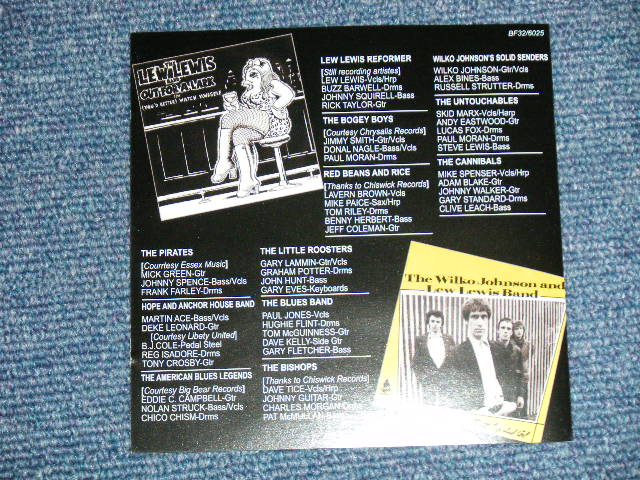 BF32/6025
LEW LEWIS
OUT FOR A LARK
(YOU'D BETTER) WATCH YOURSELF
LEW LEWIS REFORMER
[Still recording artistes]
LEW LEWIS-Vcls/Hrp
BUZZ BARWELL-Drms
JOHNNY SQUIRELL-Bass
RICK TAYLOR-Gtr
THE BOGEY BOYS
[Courtesy Chrysalis Records]
JIMMY SMITH-Gtr/Vcls
DONAL NAGLE-Bass/Vcls
PAUL MORAN-Drms
RED BEANS AND RICE
[Thanks to Chiswick Records]
LAVERN BROWN-Vcls
MIKE PAICE-Sax/Hrp
TOM RILEY-Drms
BENNY HERBERT-Bass
JEFF COLEMAN-Gtr
WILKO JOHNSON'S SOLID SENDERS
WILKO JOHNSON-Gtr/Vcls
ALEX BINES-Bass
RUSSELL STRUTTER-Drms
THE UNTOUCHABLES
SKID MARX-Vcls/Harp
ANDY EASTWOOD-Gtr
LUCAS FOX-Drms
PAUL MORAN-Drms
STEVE LEWIS-Bass
THE CANNIBALS
MIKE SPENSER-Vcls/Hrp
ADAM BLAKE-Gtr
JOHNNY WALKER-Gtr
GARY STANDARD-Drms
CLIVE LEACH-Bass
THE PIRATES
[Courrtesy Essex Music]
MICK GREEN-Gtr
JOHNNY SPENCE-Bass/Vcls
FRANK FARLEY-Drms
HOPE AND ANCHOR HOUSE BAND
MARTIN ACE-Bass/Vcls
DEKE LEONARD-Gtr
[Courtesy Libety United]
B.J.COLE-Pedal Steel
REG ISADORE-Drms
TONY CROSBY-Gtr
THE AMERICAN BLUES LEGENDS
[Courtesy Big Bear Records]
EDDIE C. CAMPBELL-Gtr
NOLAN STRUCK-Bass/Vcls
CHICO CHISM-Drms
THE LITTLE ROOSTERS
GARY LAMMIN-Gtr/Vcls
GRAHAM POTTER-Drms
JOHN HUNT-Bass
GARY EVES-Keyboards
THE BLUES BAND
PAUL JONES-Vcls
HUGHIE FLINT-Drms
TOM McGUINNESS-Gtr
DAVE KELLY-Side Gtr
GARY FLETCHER-Bass
THE BISHOPS
[Thanks to Chiswick Records]
DAVE TICE-Vcls/Hrp
JOHNNY GUITAR-Gtr
CHARLES MORGAN-Drms
PAT McMULLAN-Bass
The Wilko Johnson and
Lew Lewis Band